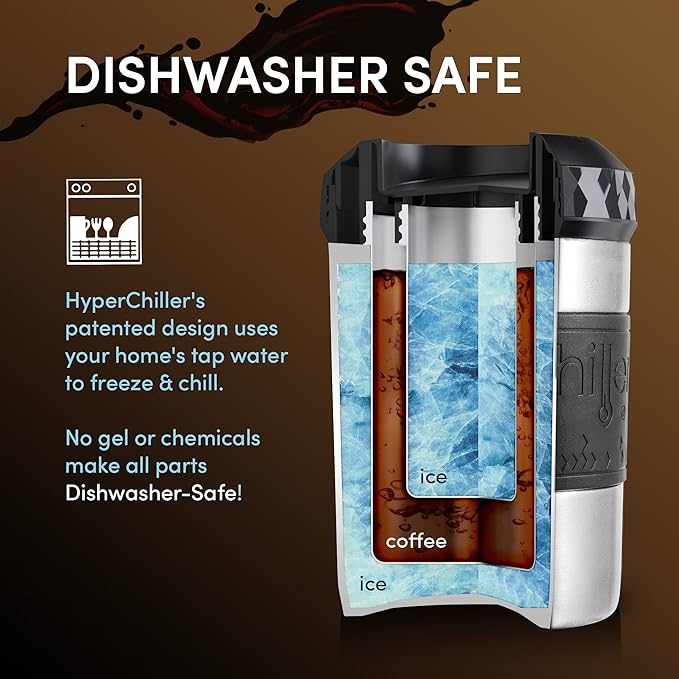 DISHWASHER SAFE
HyperChiller's
patented design uses
your home's tap water
to freeze & chill.
No gel or chemicals
make all parts
Dishwasher-Safe!
ice
coffee
ice